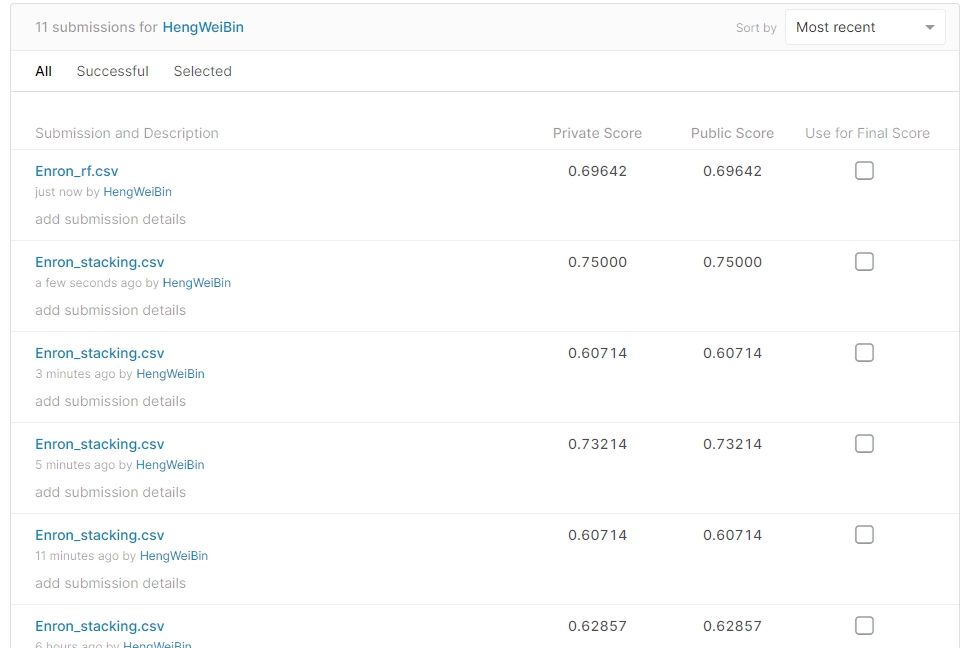 11 submissions for HengWeiBin
Sort by Most recent
All Successful Selected
Submission and Description Private Score Public Score Use for Final Score
Enron_rf.csv 0.69642 0.69642
just now by HengWeiBin
add submission details
Enron_stacking.csv 0.75000 0.75000
a few seconds ago by HengWeiBin
add submission details
Enron_stacking.csv 0.60714 0.60714
3 minutes ago by HengWeiBin
add submission details
Enron_stacking.csv 0.73214 0.73214
5 minutes ago by HengWeiBin
add submission details
Enron_stacking.csv 0.60714 0.60714
11 minutes ago by HengWeiBin
add submission details
Enron_stacking.csv 0.62857 0.62857
6 hours ago by HengWeiBin